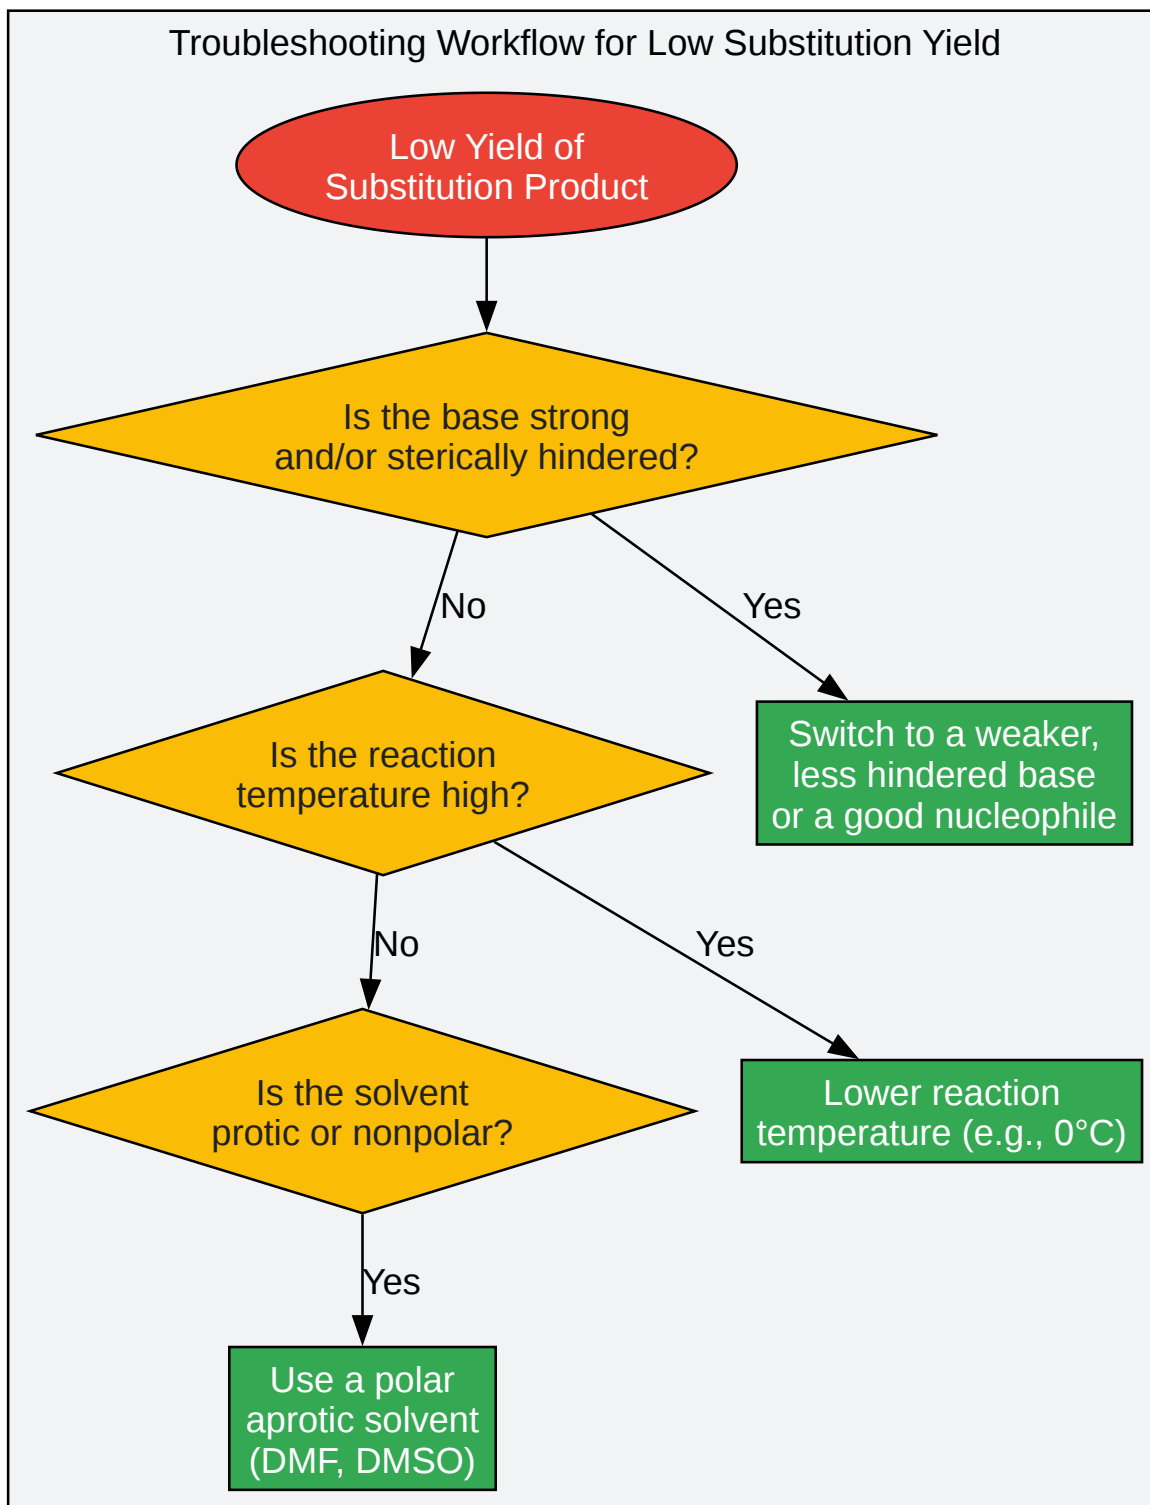 Troubleshooting Workflow for Low Substitution Yield
Low Yield of
Substitution Product
Is the base strong
and/or sterically hindered?
No
Yes
Is the reaction
temperature high?
Switch to a weaker,
less hindered base
or a good nucleophile
No
Yes
Is the solvent
protic or nonpolar?
Lower reaction
temperature (e.g., 0°C)
Yes
Use a polar
aprotic solvent
(DMF, DMSO)